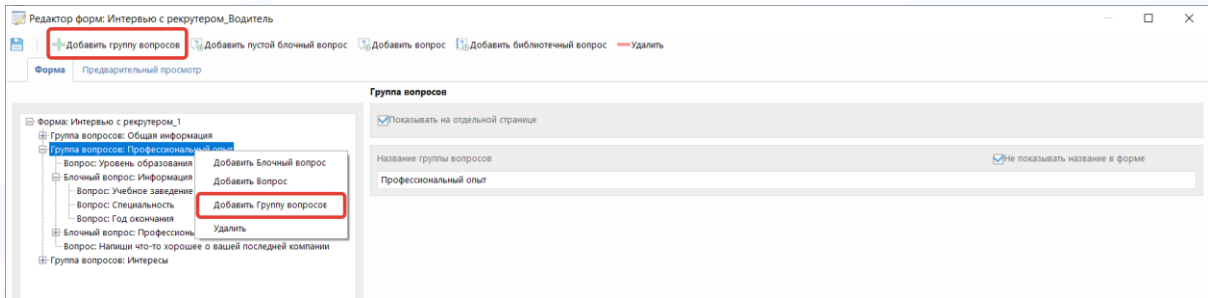 Редактор форм: Интервью с рекрутером_Водитель
Добавить группу вопросов Добавить пустой блочный вопрос Добавить вопрос Добавить библиотечный вопрос Удалить
Форма Предварительный просмотр
Группа вопросов
Форма: Интервью с рекрутером_1
Показывать на отдельной странице
Группа вопросов: Общая информация
Группа вопросов: Профессиональный опыт
Вопрос: Уровень образования
Добавить Блочный вопрос
Название группы вопросов
Не показывать название в форме
Блочный вопрос: Информация
Добавить Вопрос
Профессиональный опыт
Вопрос: Учебное заведение
Вопрос: Специальность
Добавить Группу вопросов
Вопрос: Год окончания
Удалить
Блочный вопрос:
Вопрос: Напиши что-то хорошее о вашей последней компании
Группа вопросов: Интересы